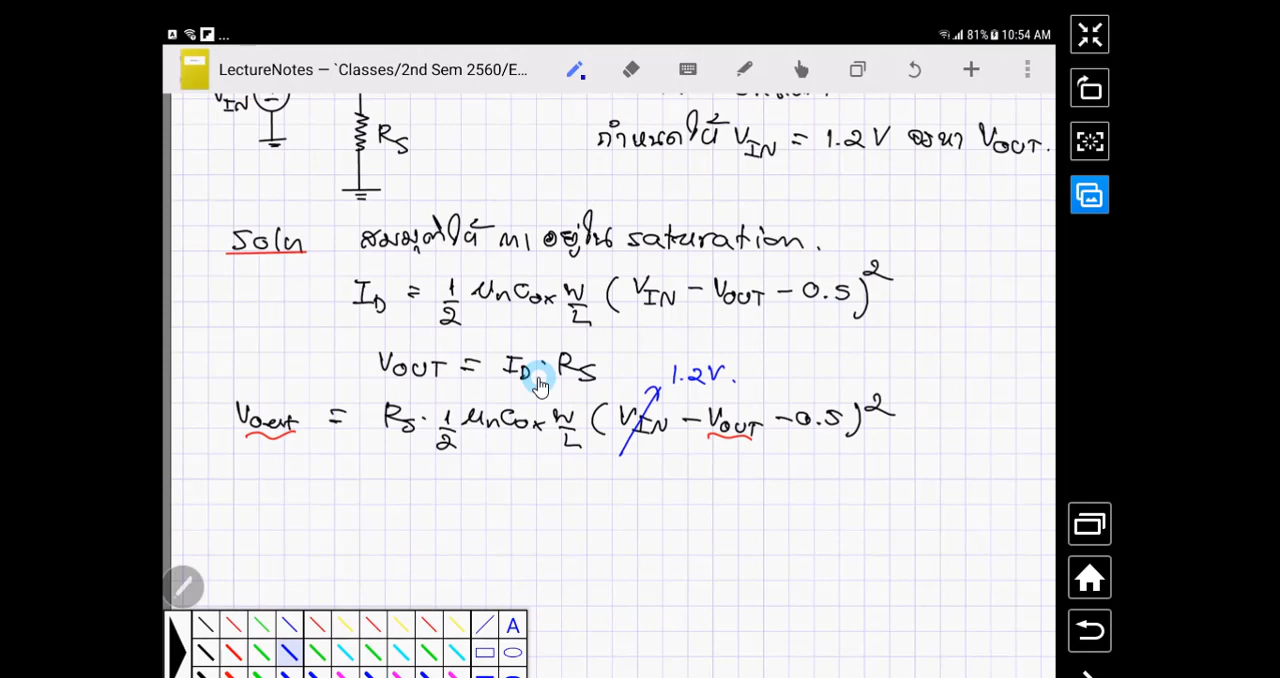 ... 81% 10:54 AM
LectureNotes — `Classes/2nd Sem 2560/E...
VIN
RS
กำหนดให้ VIN = 1.2 V จงหา VOUT.
Soln สมมุติให้ M1 อยู่ใน saturation.
ID = 1/2 μnCox W/L (VIN - VOUT - 0.5)²
VOUT = ID · RS
1.2V.
Vout = RS · 1/2 μnCox W/L (VIN - VOUT - 0.5)²
A